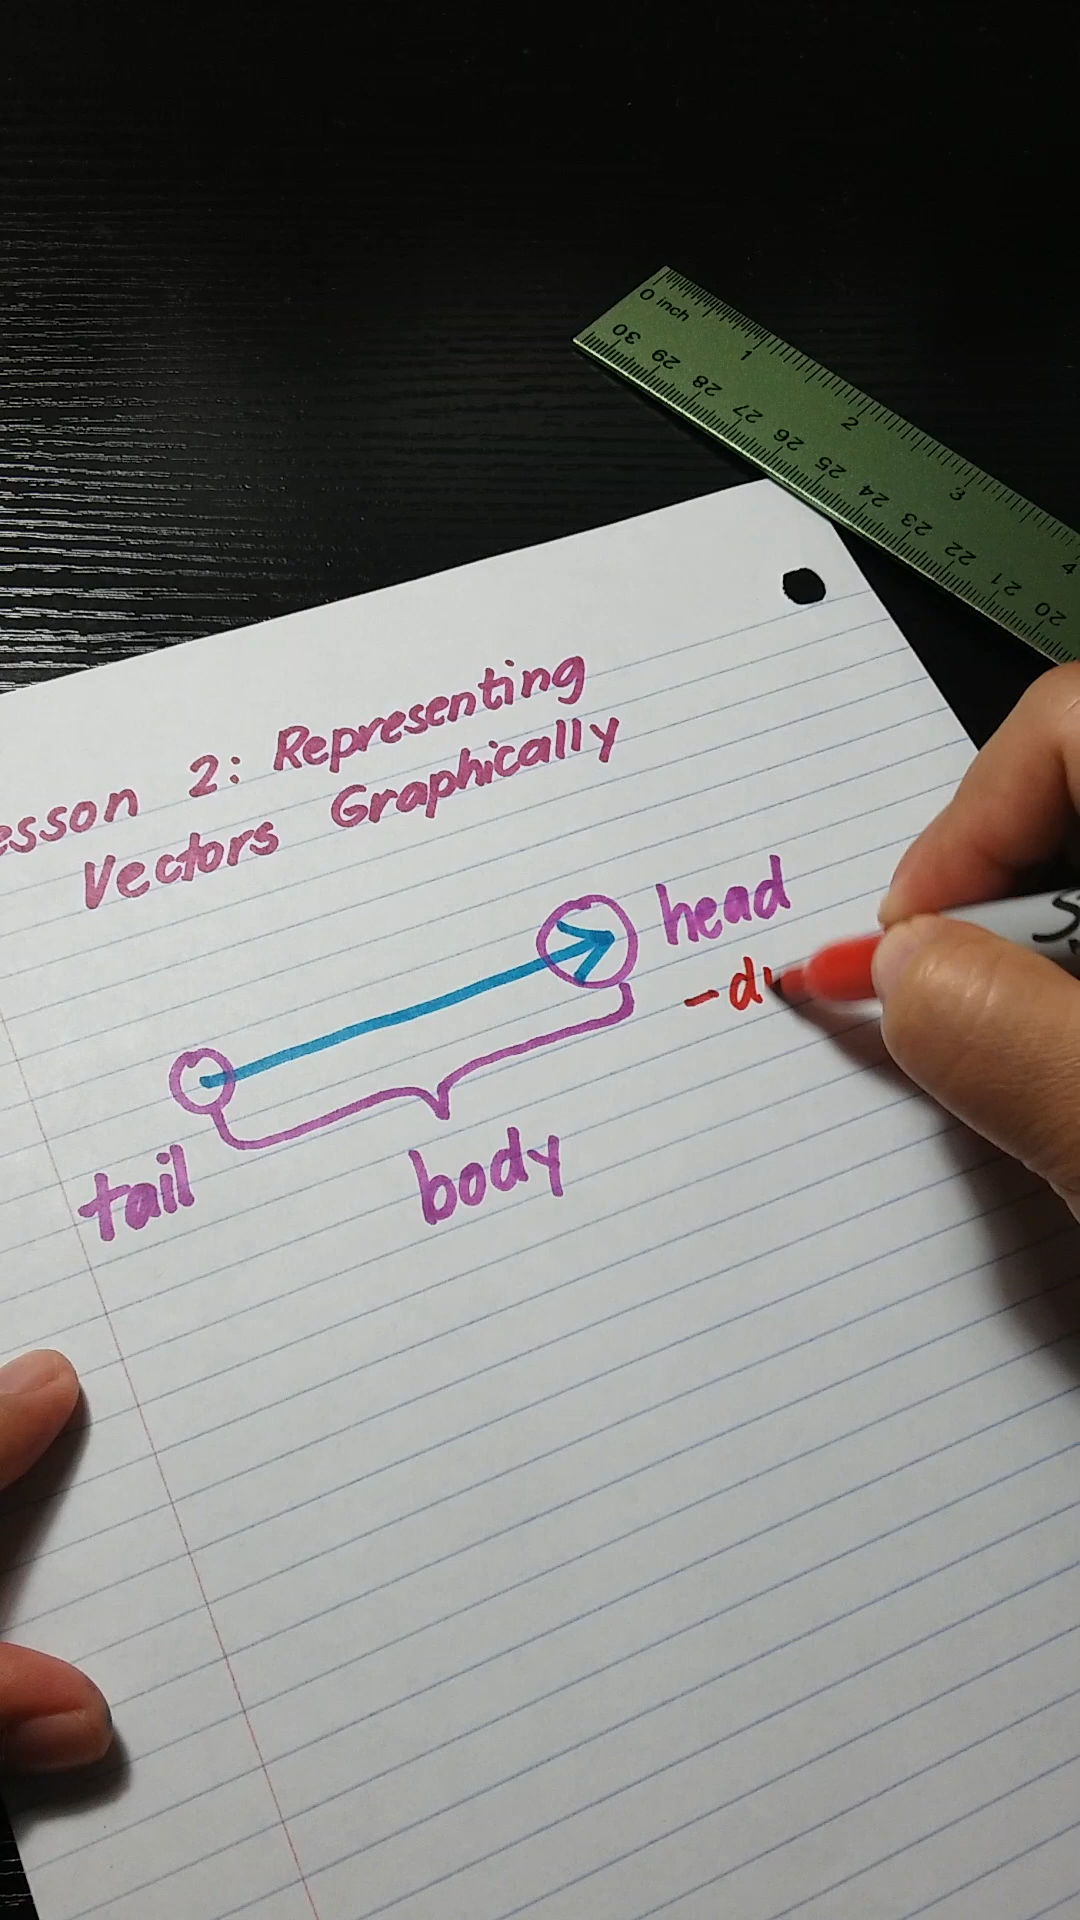 esson 2: Representing
Vectors Graphically
head
-di
tail
body
0 inch
1
2
3
4
30 29 28 27 26 25 24 23 22 21 20